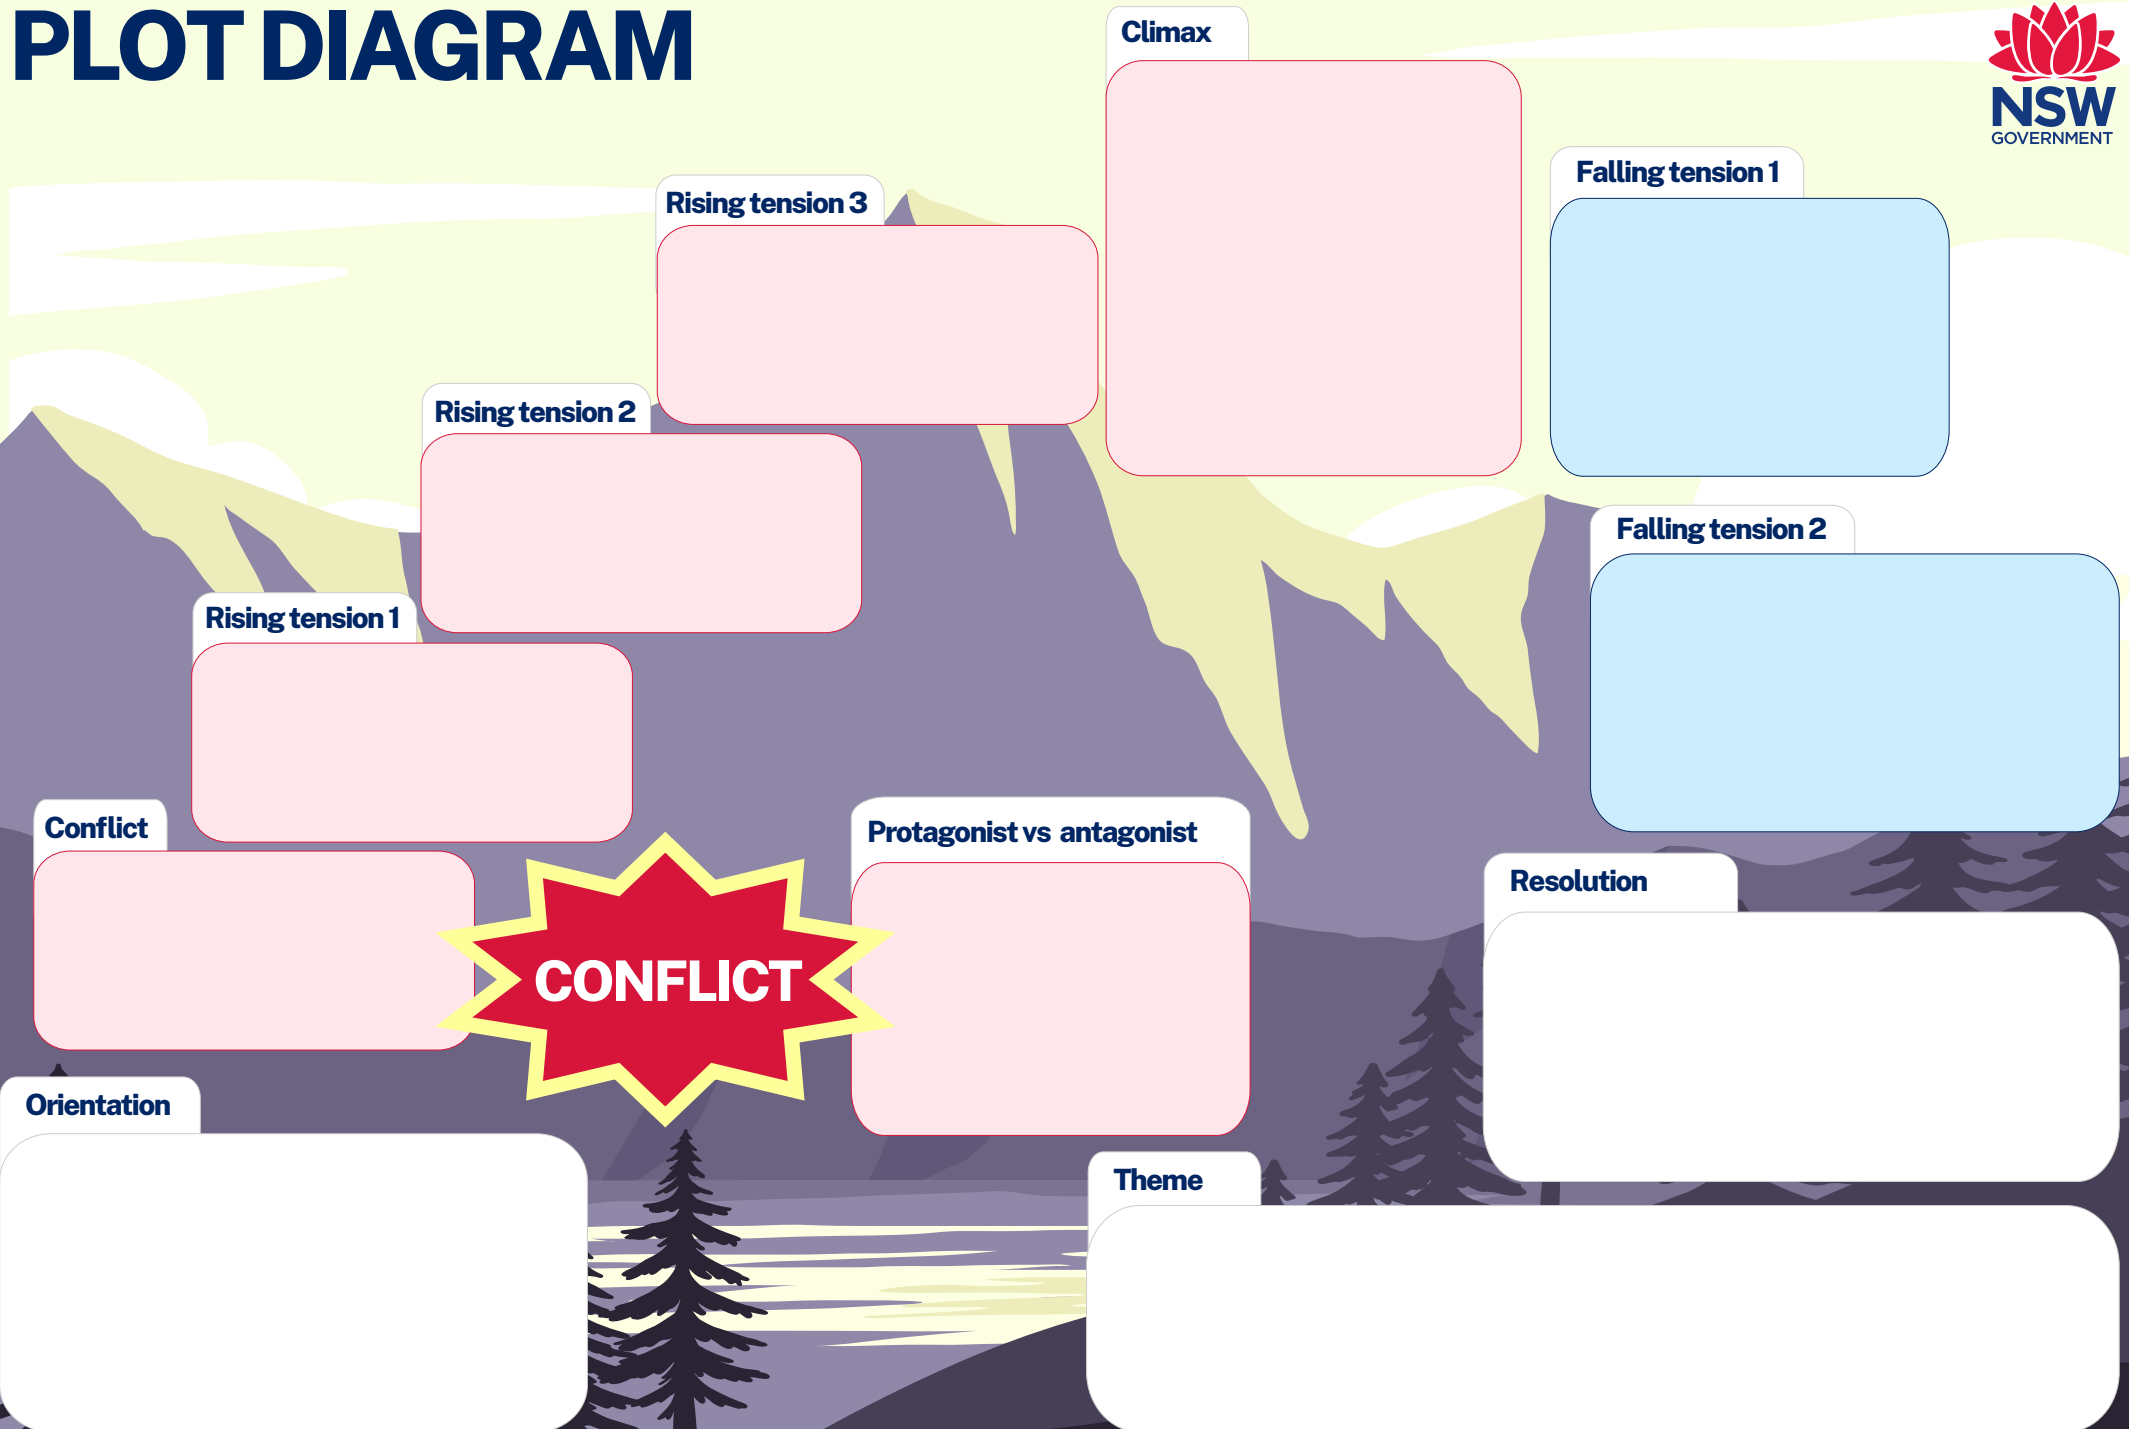 PLOT DIAGRAM
Climax
NSW
GOVERNMENT
Falling tension 1
Rising tension 3
Rising tension 2
Falling tension 2
Rising tension 1
Conflict
Protagonist vs antagonist
Resolution
CONFLICT
Orientation
Theme